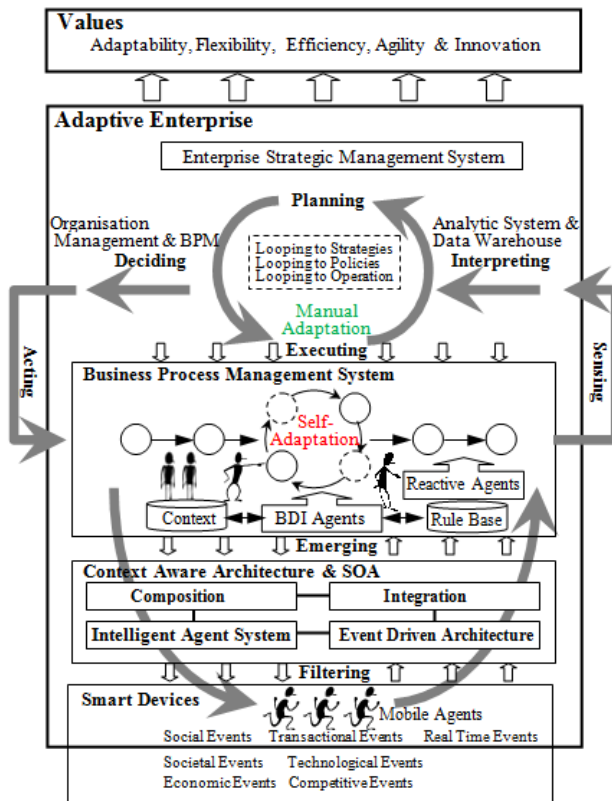 Values
Adaptability, Flexibility, Efficiency, Agility & Innovation
Adaptive Enterprise
Enterprise Strategic Management System
Planning
Organisation
Management & BPM
Deciding
Analytic System &
Data Warehouse
Interpreting
Looping to Strategies
Looping to Policies
Looping to Operation
Manual
Adaptation
Executing
Acting
Sensing
Business Process Management System
Self-
Adaptation
Reactive Agents
Context
BDI Agents
Rule Base
Emerging
Context Aware Architecture & SOA
Composition
Integration
Intelligent Agent System
Event Driven Architecture
Filtering
Smart Devices
Mobile Agents
Social Events Transactional Events Real Time Events
Societal Events Technological Events
Economic Events Competitive Events